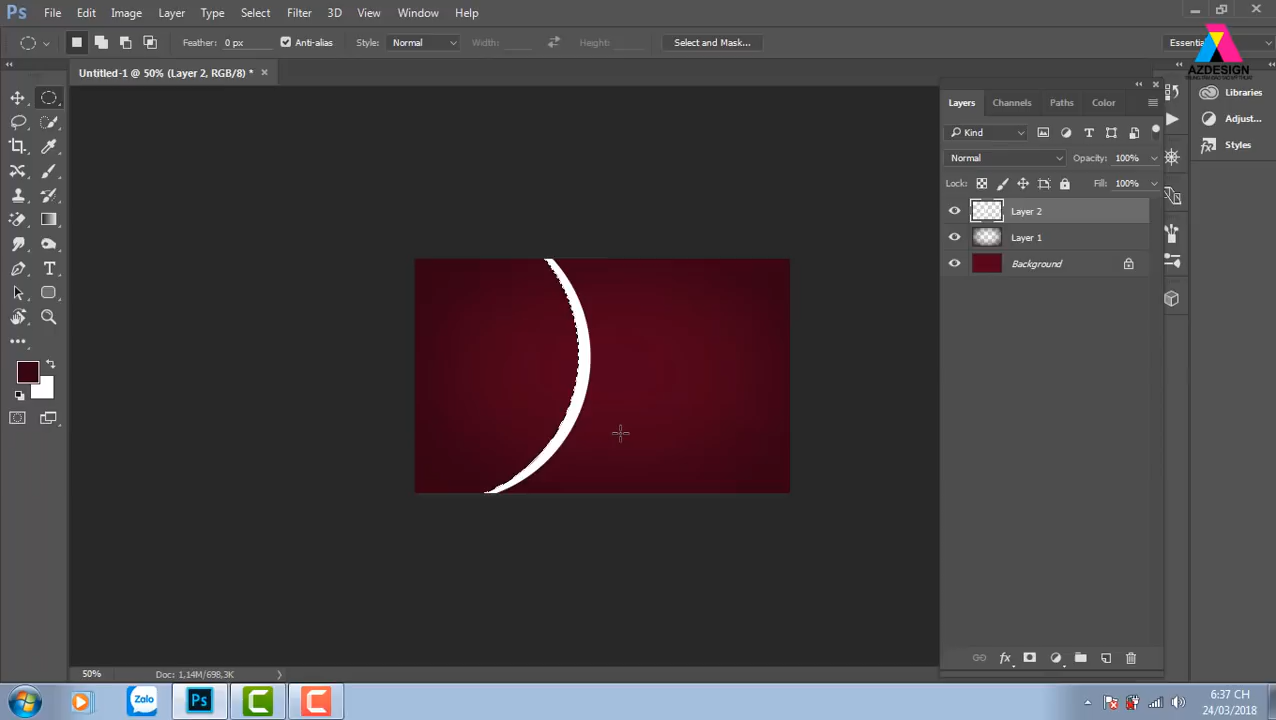 Ps File Edit Image Layer Type Select Filter 3D View Window Help
Feather: 0 px Anti-alias Style: Normal Width: Height: Select and Mask... Essentia
AZDESIGN
Untitled-1 @ 50% (Layer 2, RGB/8) * ×
Layers Channels Paths Color
Libraries
Adjust...
Styles
Kind
Normal Opacity: 100%
Lock: Fill: 100%
Layer 2
Layer 1
Background
50% Doc: 1,14M/698,3K
Zalo Ps
6:37 CH
24/03/2018